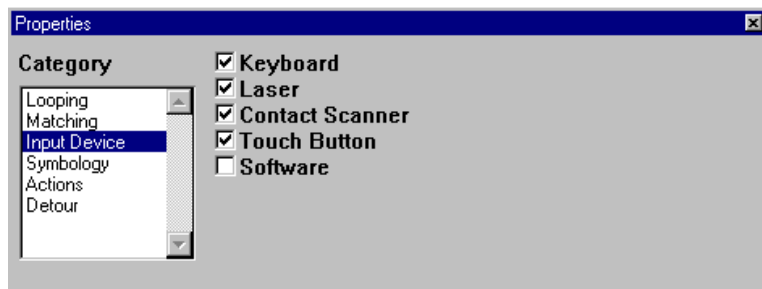 Properties
Category
Looping
Matching
Input Device
Symbology
Actions
Detour
Keyboard
Laser
Contact Scanner
Touch Button
Software